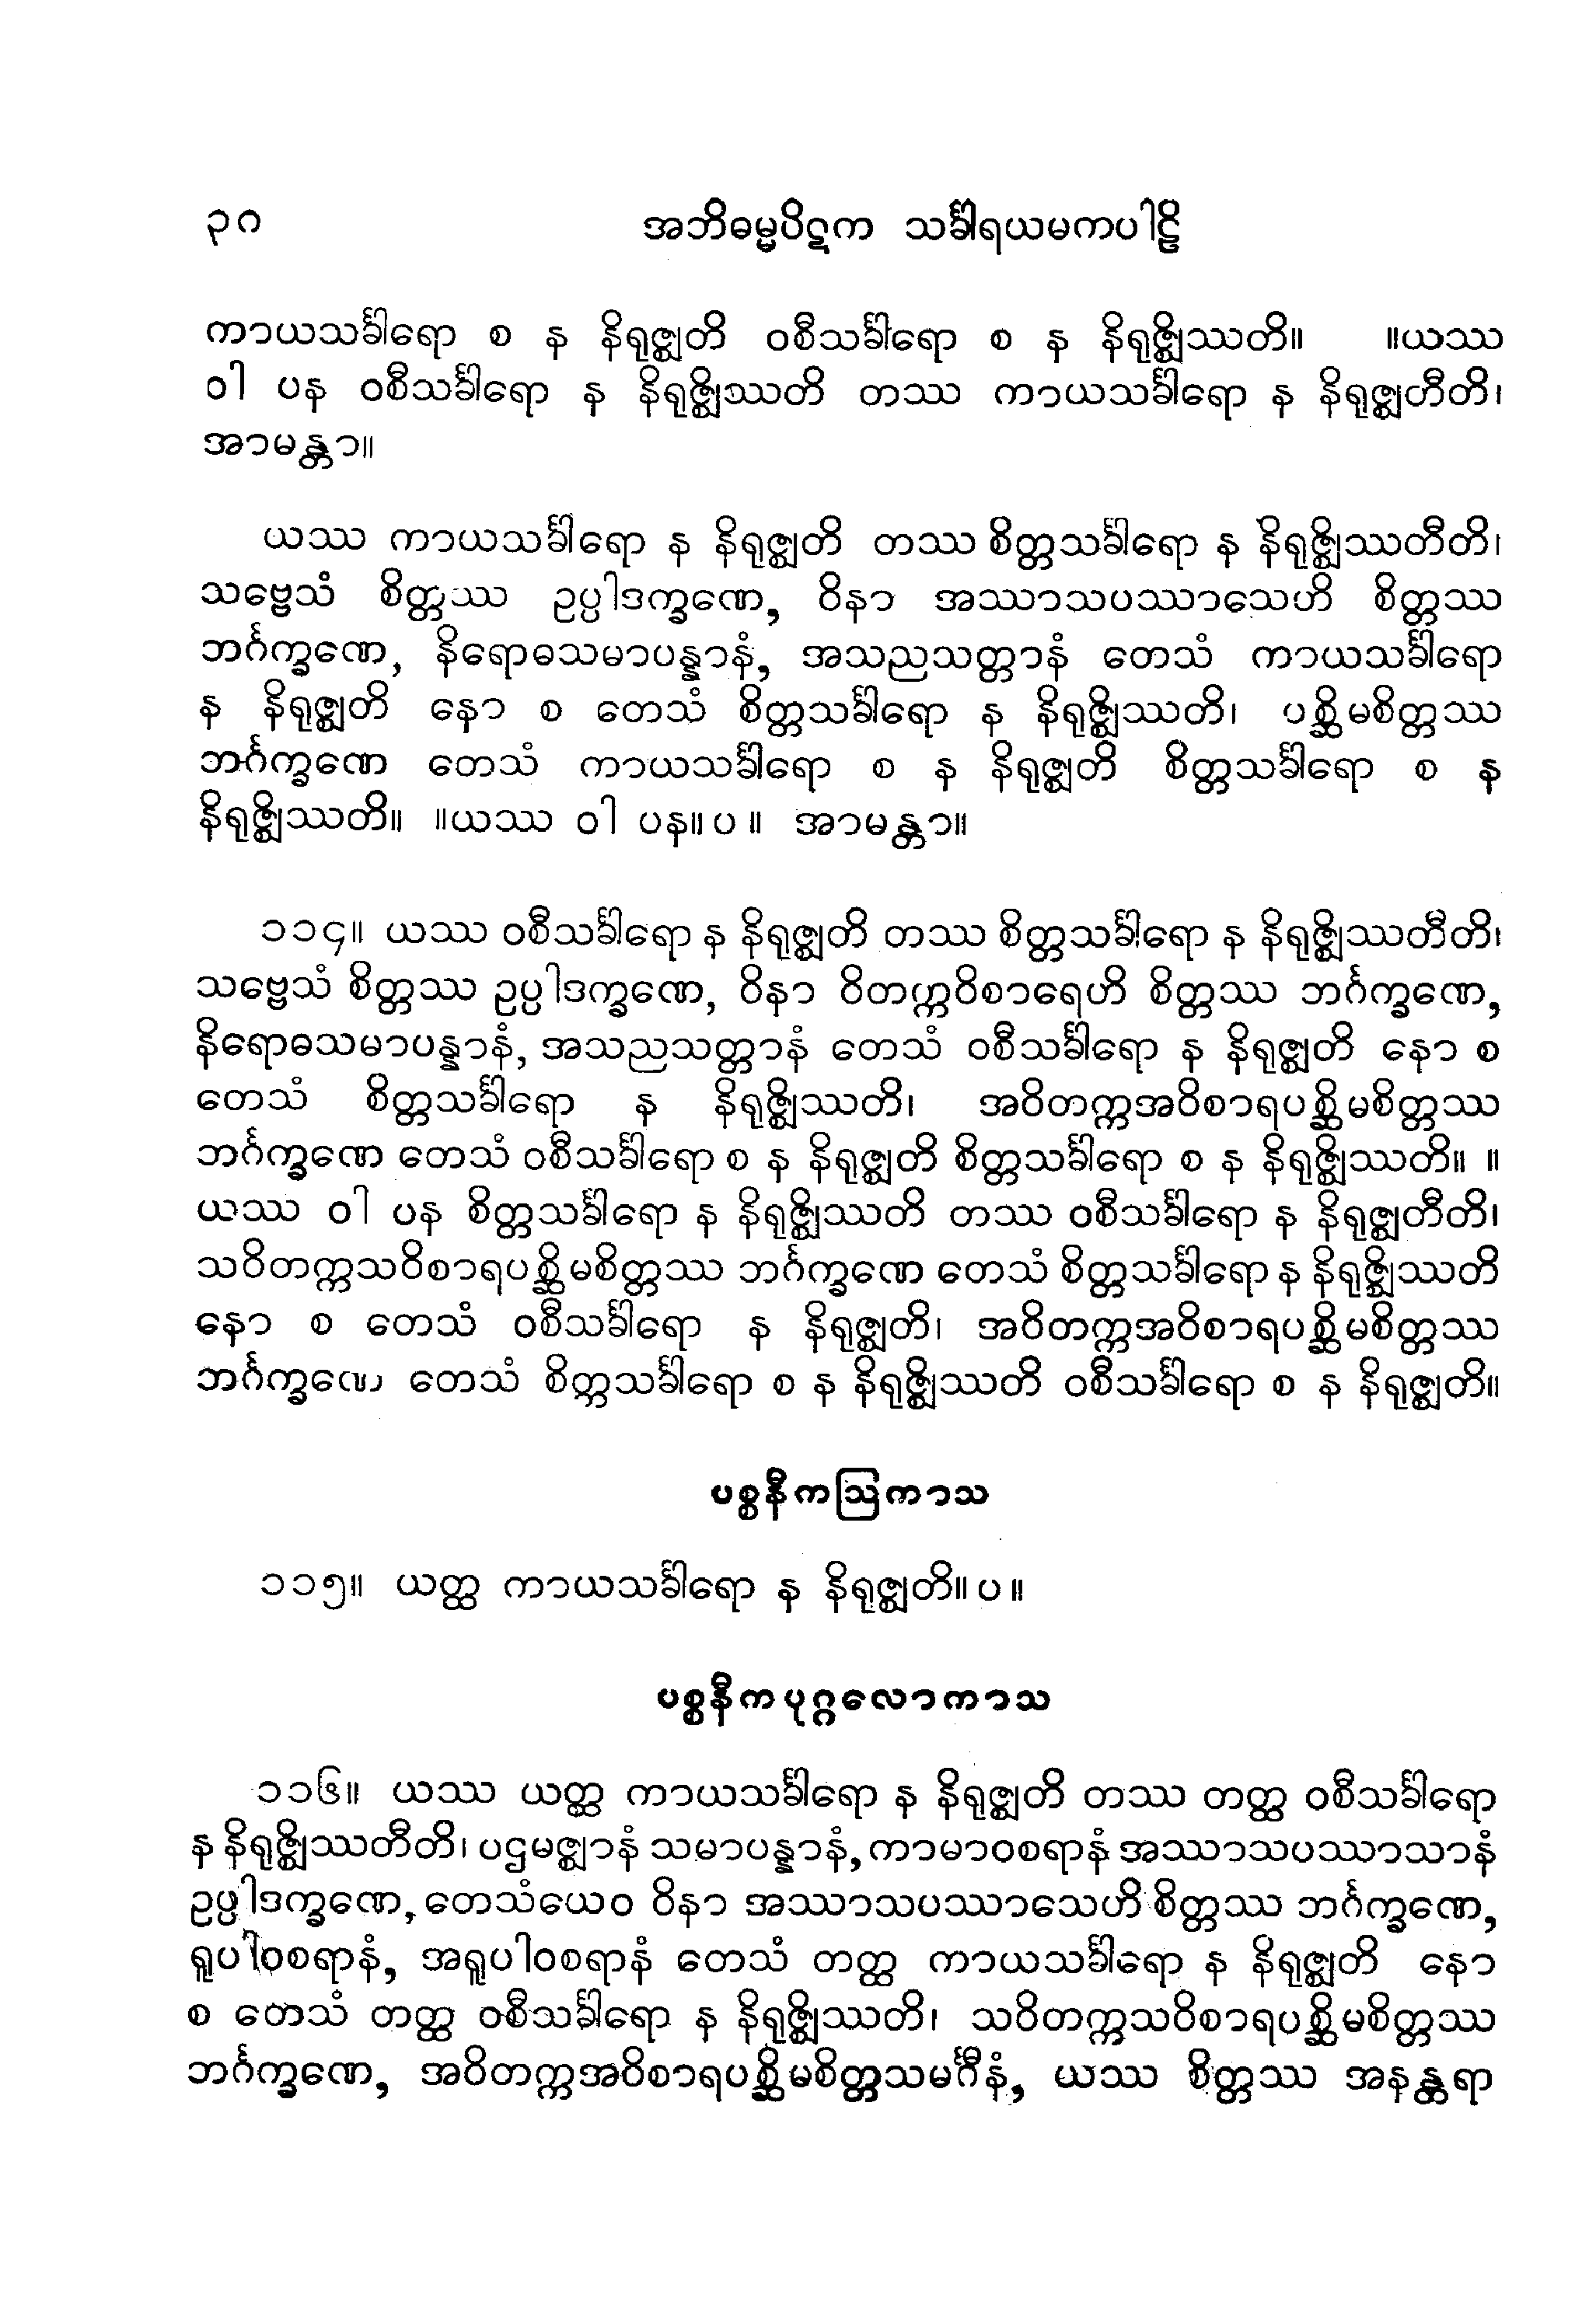 ၃ဂ အဘိဓမ္မပိဋက သင်္ခါရယမကပါဠိ
ကာယသင်္ခါရော စ န နိရုဇ္ဈတိ ဝစီသင်္ခါရော စ န နိရုဇ္ဈိဿတိ။ ။ယဿ
ဝါ ပန ဝစီသင်္ခါရော န နိရုဇ္ဈိဿတိ တဿ ကာယသင်္ခါရော န နိရုဇ္ဈတီတိ၊
အာမန္တာ။
ယဿ ကာယသင်္ခါရော န နိရုဇ္ဈတိ တဿ စိတ္တသင်္ခါရော န နိရုဇ္ဈိဿတီတိ၊
သဗ္ဗေသံ စိတ္တဿ ဥပ္ပါဒက္ခဏေ, ဝိနာ အဿာသပဿာသေဟိ စိတ္တဿ
ဘင်္ဂက္ခဏေ, နိရောဓသမာပန္နာနံ, အသညသတ္တာနံ တေသံ ကာယသင်္ခါရော
န နိရုဇ္ဈတိ နော စ တေသံ စိတ္တသင်္ခါရော န နိရုဇ္ဈိဿတိ၊ ပစ္ဆိမစိတ္တဿ
ဘင်္ဂက္ခဏေ တေသံ ကာယသင်္ခါရော စ န နိရုဇ္ဈတိ စိတ္တသင်္ခါရော စ န
နိရုဇ္ဈိဿတိ။ ။ယဿ ဝါ ပန။ပ။ အာမန္တာ။
၁၁၄။ ယဿ ဝစီသင်္ခါရော န နိရုဇ္ဈတိ တဿ စိတ္တသင်္ခါရော န နိရုဇ္ဈိဿတီတိ၊
သဗ္ဗေသံ စိတ္တဿ ဥပ္ပါဒက္ခဏေ, ဝိနာ ဝိတက္ကဝိစာရေဟိ စိတ္တဿ ဘင်္ဂက္ခဏေ,
နိရောဓသမာပန္နာနံ, အသညသတ္တာနံ တေသံ ဝစီသင်္ခါရော န နိရုဇ္ဈတိ နော စ
တေသံ စိတ္တသင်္ခါရော န နိရုဇ္ဈိဿတိ၊ အဝိတက္ကအဝိစာရပစ္ဆိမစိတ္တဿ
ဘင်္ဂက္ခဏေ တေသံ ဝစီသင်္ခါရော စ န နိရုဇ္ဈတိ စိတ္တသင်္ခါရော စ န နိရုဇ္ဈိဿတိ။ ။
ယဿ ဝါ ပန စိတ္တသင်္ခါရော န နိရုဇ္ဈိဿတိ တဿ ဝစီသင်္ခါရော န နိရုဇ္ဈတီတိ၊
သဝိတက္ကသဝိစာရပစ္ဆိမစိတ္တဿ ဘင်္ဂက္ခဏေ တေသံ စိတ္တသင်္ခါရော န နိရုဇ္ဈိဿတိ
နော စ တေသံ ဝစီသင်္ခါရော န နိရုဇ္ဈတိ၊ အဝိတက္ကအဝိစာရပစ္ဆိမစိတ္တဿ
ဘင်္ဂက္ခဏေ တေသံ စိတ္တသင်္ခါရော စ န နိရုဇ္ဈိဿတိ ဝစီသင်္ခါရော စ န နိရုဇ္ဈတိ။
ပစ္စနီကဩကာသ
၁၁၅။ ယတ္ထ ကာယသင်္ခါရော န နိရုဇ္ဈတိ။ပ။
ပစ္စနီကပုဂ္ဂလောကာသ
၁၁၆။ ယဿ ယတ္ထ ကာယသင်္ခါရော န နိရုဇ္ဈတိ တဿ တတ္ထ ဝစီသင်္ခါရော
န နိရုဇ္ဈိဿတီတိ၊ ပဌမဇ္ဈာနံ သမာပန္နာနံ, ကာမာဝစရာနံ အဿာသပဿာသာနံ
ဥပ္ပါဒက္ခဏေ, တေသံယေဝ ဝိနာ အဿာသပဿာသေဟိ စိတ္တဿ ဘင်္ဂက္ခဏေ,
ရူပါဝစရာနံ, အရူပါဝစရာနံ တေသံ တတ္ထ ကာယသင်္ခါရော န နိရုဇ္ဈတိ နော
စ တေသံ တတ္ထ ဝစီသင်္ခါရော န နိရုဇ္ဈိဿတိ၊ သဝိတက္ကသဝိစာရပစ္ဆိမစိတ္တဿ
ဘင်္ဂက္ခဏေ, အဝိတက္ကအဝိစာရပစ္ဆိမစိတ္တသမင်္ဂီနံ, ယဿ စိတ္တဿ အနန္တရာ